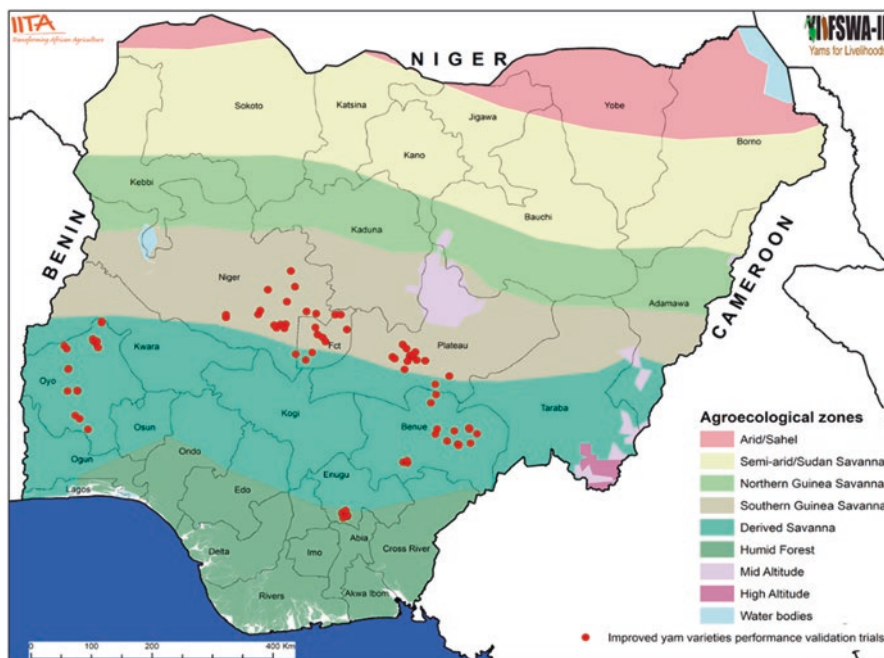 IITA
Transforming African Agriculture
YIIFSWA-II
Yams for Livelihoods
NIGER
BENIN
CAMEROON
Sokoto
Katsina
Jigawa
Yobe
Borno
Kano
Kebbi
Kaduna
Bauchi
Niger
Adamawa
Fct
Plateau
Kwara
Oyo
Kogi
Benue
Taraba
Osun
Ogun
Ondo
Enugu
Lagos
Edo
Delta
Imo
Abia
Cross River
Rivers
Akwa Ibom
Agroecological zones
Arid/Sahel
Semi-arid/Sudan Savanna
Northern Guinea Savanna
Southern Guinea Savanna
Derived Savanna
Humid Forest
Mid Altitude
High Altitude
Water bodies
Improved yam varieties performance validation trials
0 100 200 400 Km